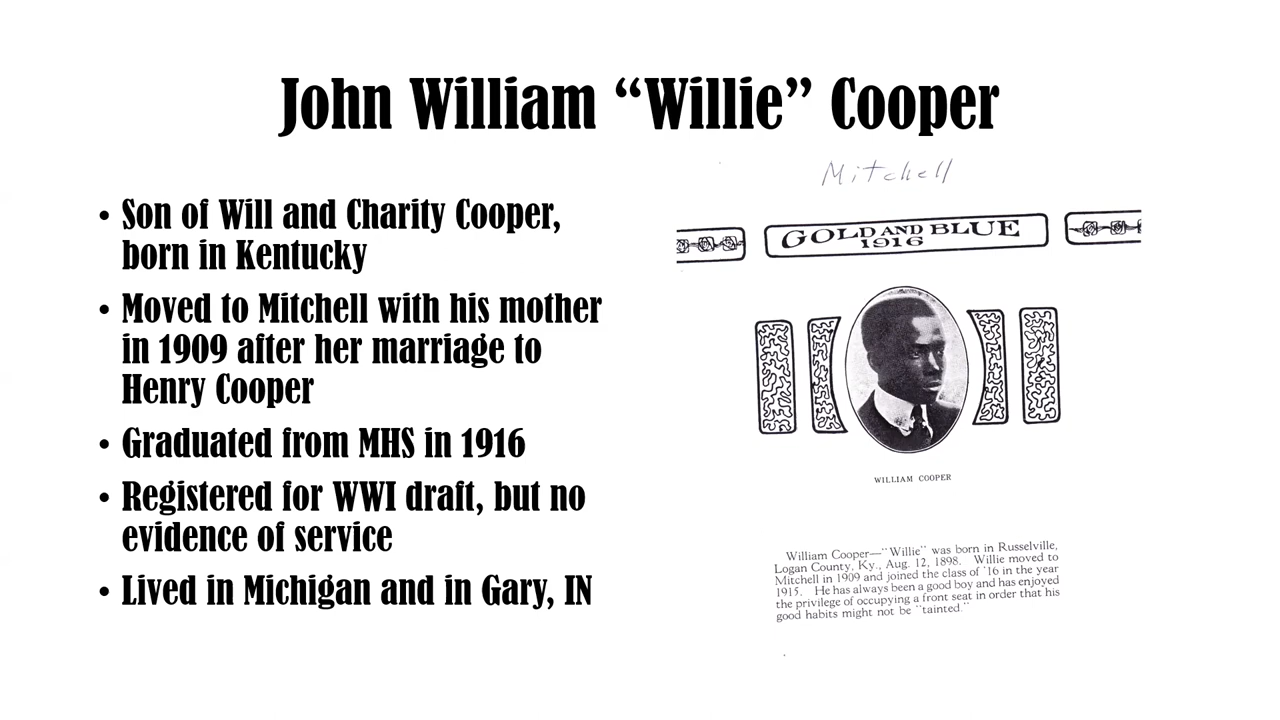 John William “Willie” Cooper
• Son of Will and Charity Cooper,
born in Kentucky
• Moved to Mitchell with his mother
in 1909 after her marriage to
Henry Cooper
• Graduated from MHS in 1916
• Registered for WWI draft, but no
evidence of service
• Lived in Michigan and in Gary, IN
Mitchell
GOLD AND BLUE
1916
WILLIAM COOPER
William Cooper—“Willie” was born in Russelville,
Logan County, Ky., Aug. 12, 1898. Willie moved to
Mitchell in 1909 and joined the class of '16 in the year
1915. He has always been a good boy and has enjoyed
the privilege of occupying a front seat in order that his
good habits might not be “tainted.”